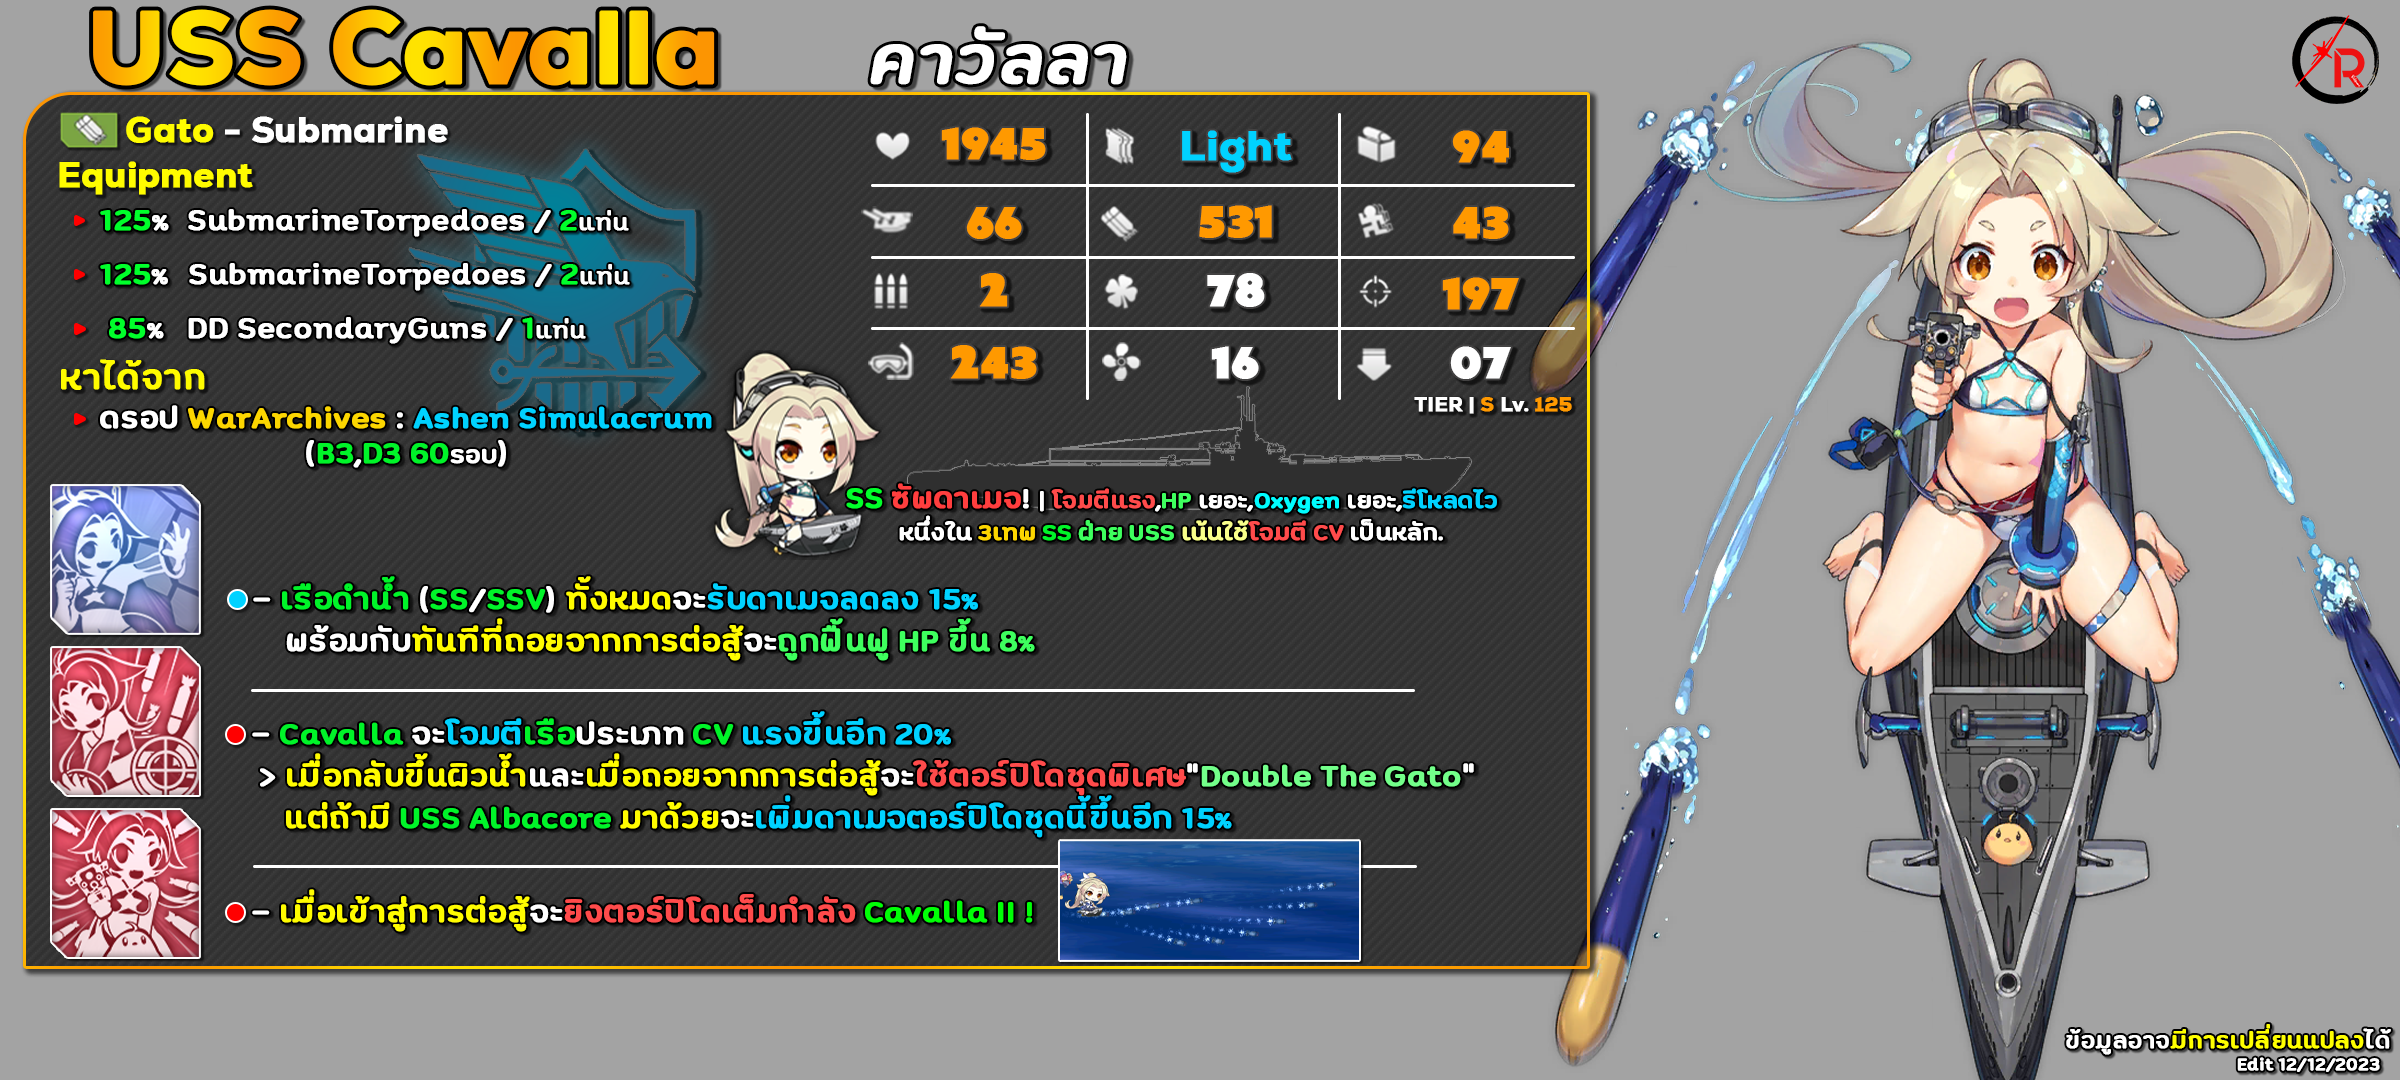 USS Cavalla
คาวัลลา
R
Gato - Submarine
Equipment
125% SubmarineTorpedoes / 2แท่น
125% SubmarineTorpedoes / 2แท่น
85% DD SecondaryGuns / 1แท่น
หาได้จาก
ดรอป WarArchives : Ashen Simulacrum
(B3,D3 60รอบ)
1945 Light 94
66 531 43
2 78 197
243 16 07
TIER | S Lv. 125
SS ซัพดาเมจ! | โจมตีแรง,HP เยอะ,Oxygen เยอะ,รีโหลดไว
หนึ่งใน 3เทพ SS ฝ่าย USS เน้นใช้โจมตี CV เป็นหลัก.
- เรือดำน้ำ (SS/SSV) ทั้งหมดจะรับดาเมจลดลง 15%
พร้อมกับทันทีที่ถอยจากการต่อสู้จะถูกฟื้นฟู HP ขึ้น 8%
- Cavalla จะโจมตีเรือประเภท CV แรงขึ้นอีก 20%
> เมื่อกลับขึ้นผิวน้ำและเมื่อถอยจากการต่อสู้จะใช้ตอร์ปิโดชุดพิเศษ"Double The Gato"
แต่ถ้ามี USS Albacore มาด้วยจะเพิ่มดาเมจตอร์ปิโดชุดนี้ขึ้นอีก 15%
- เมื่อเข้าสู่การต่อสู้จะยิงตอร์ปิโดเต็มกำลัง Cavalla II !
ข้อมูลอาจมีการเปลี่ยนแปลงได้
Edit 12/12/2023